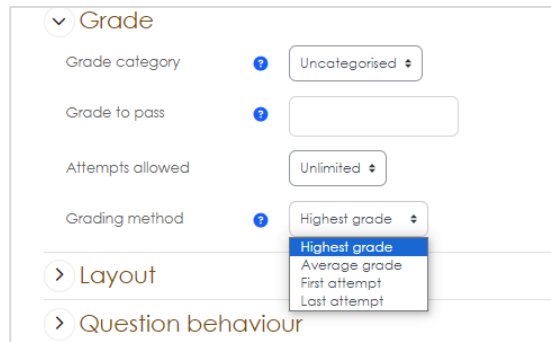 Grade
Grade category ? Uncategorised
Grade to pass ?
Attempts allowed Unlimited
Grading method ? Highest grade
Highest grade
Average grade
First attempt
Last attempt
Layout
Question behaviour